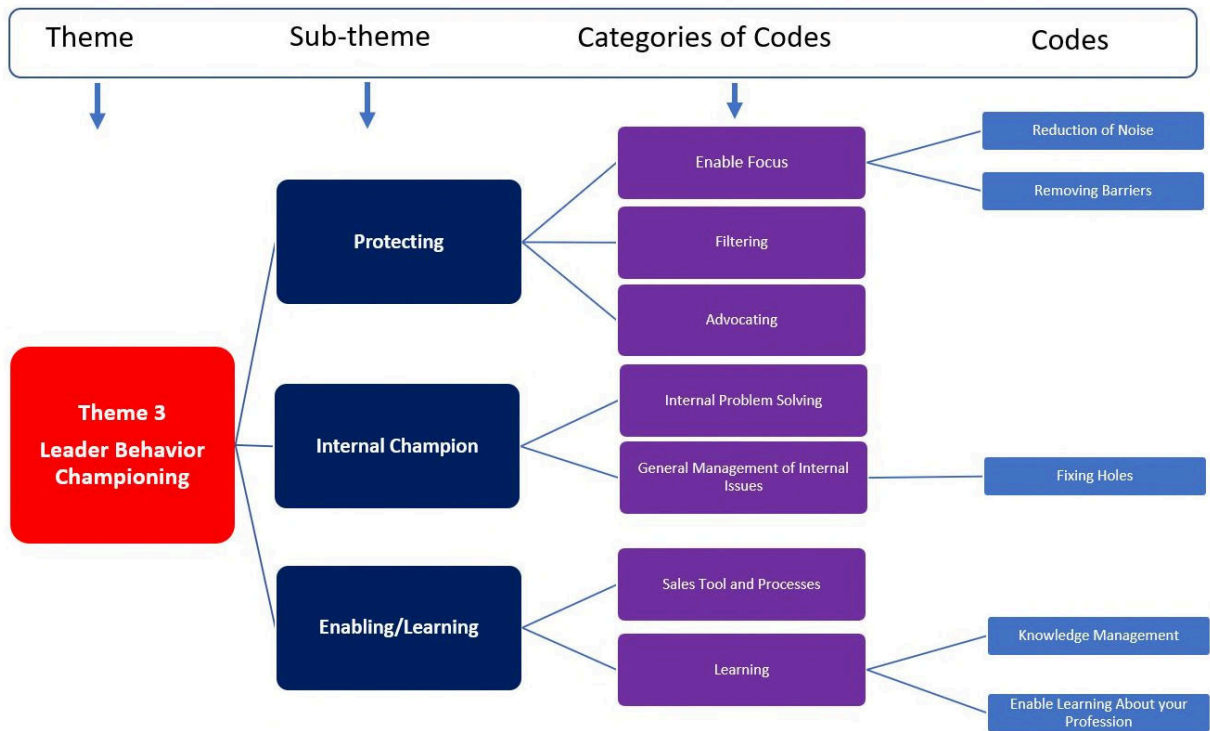 Theme
Sub-theme
Categories of Codes
Codes
Reduction of Noise
Enable Focus
Removing Barriers
Protecting
Filtering
Advocating
Theme 3
Leader Behavior
Championing
Internal Problem Solving
Internal Champion
General Management of Internal
Issues
Fixing Holes
Sales Tool and Processes
Enabling/Learning
Knowledge Management
Learning
Enable Learning About your
Profession